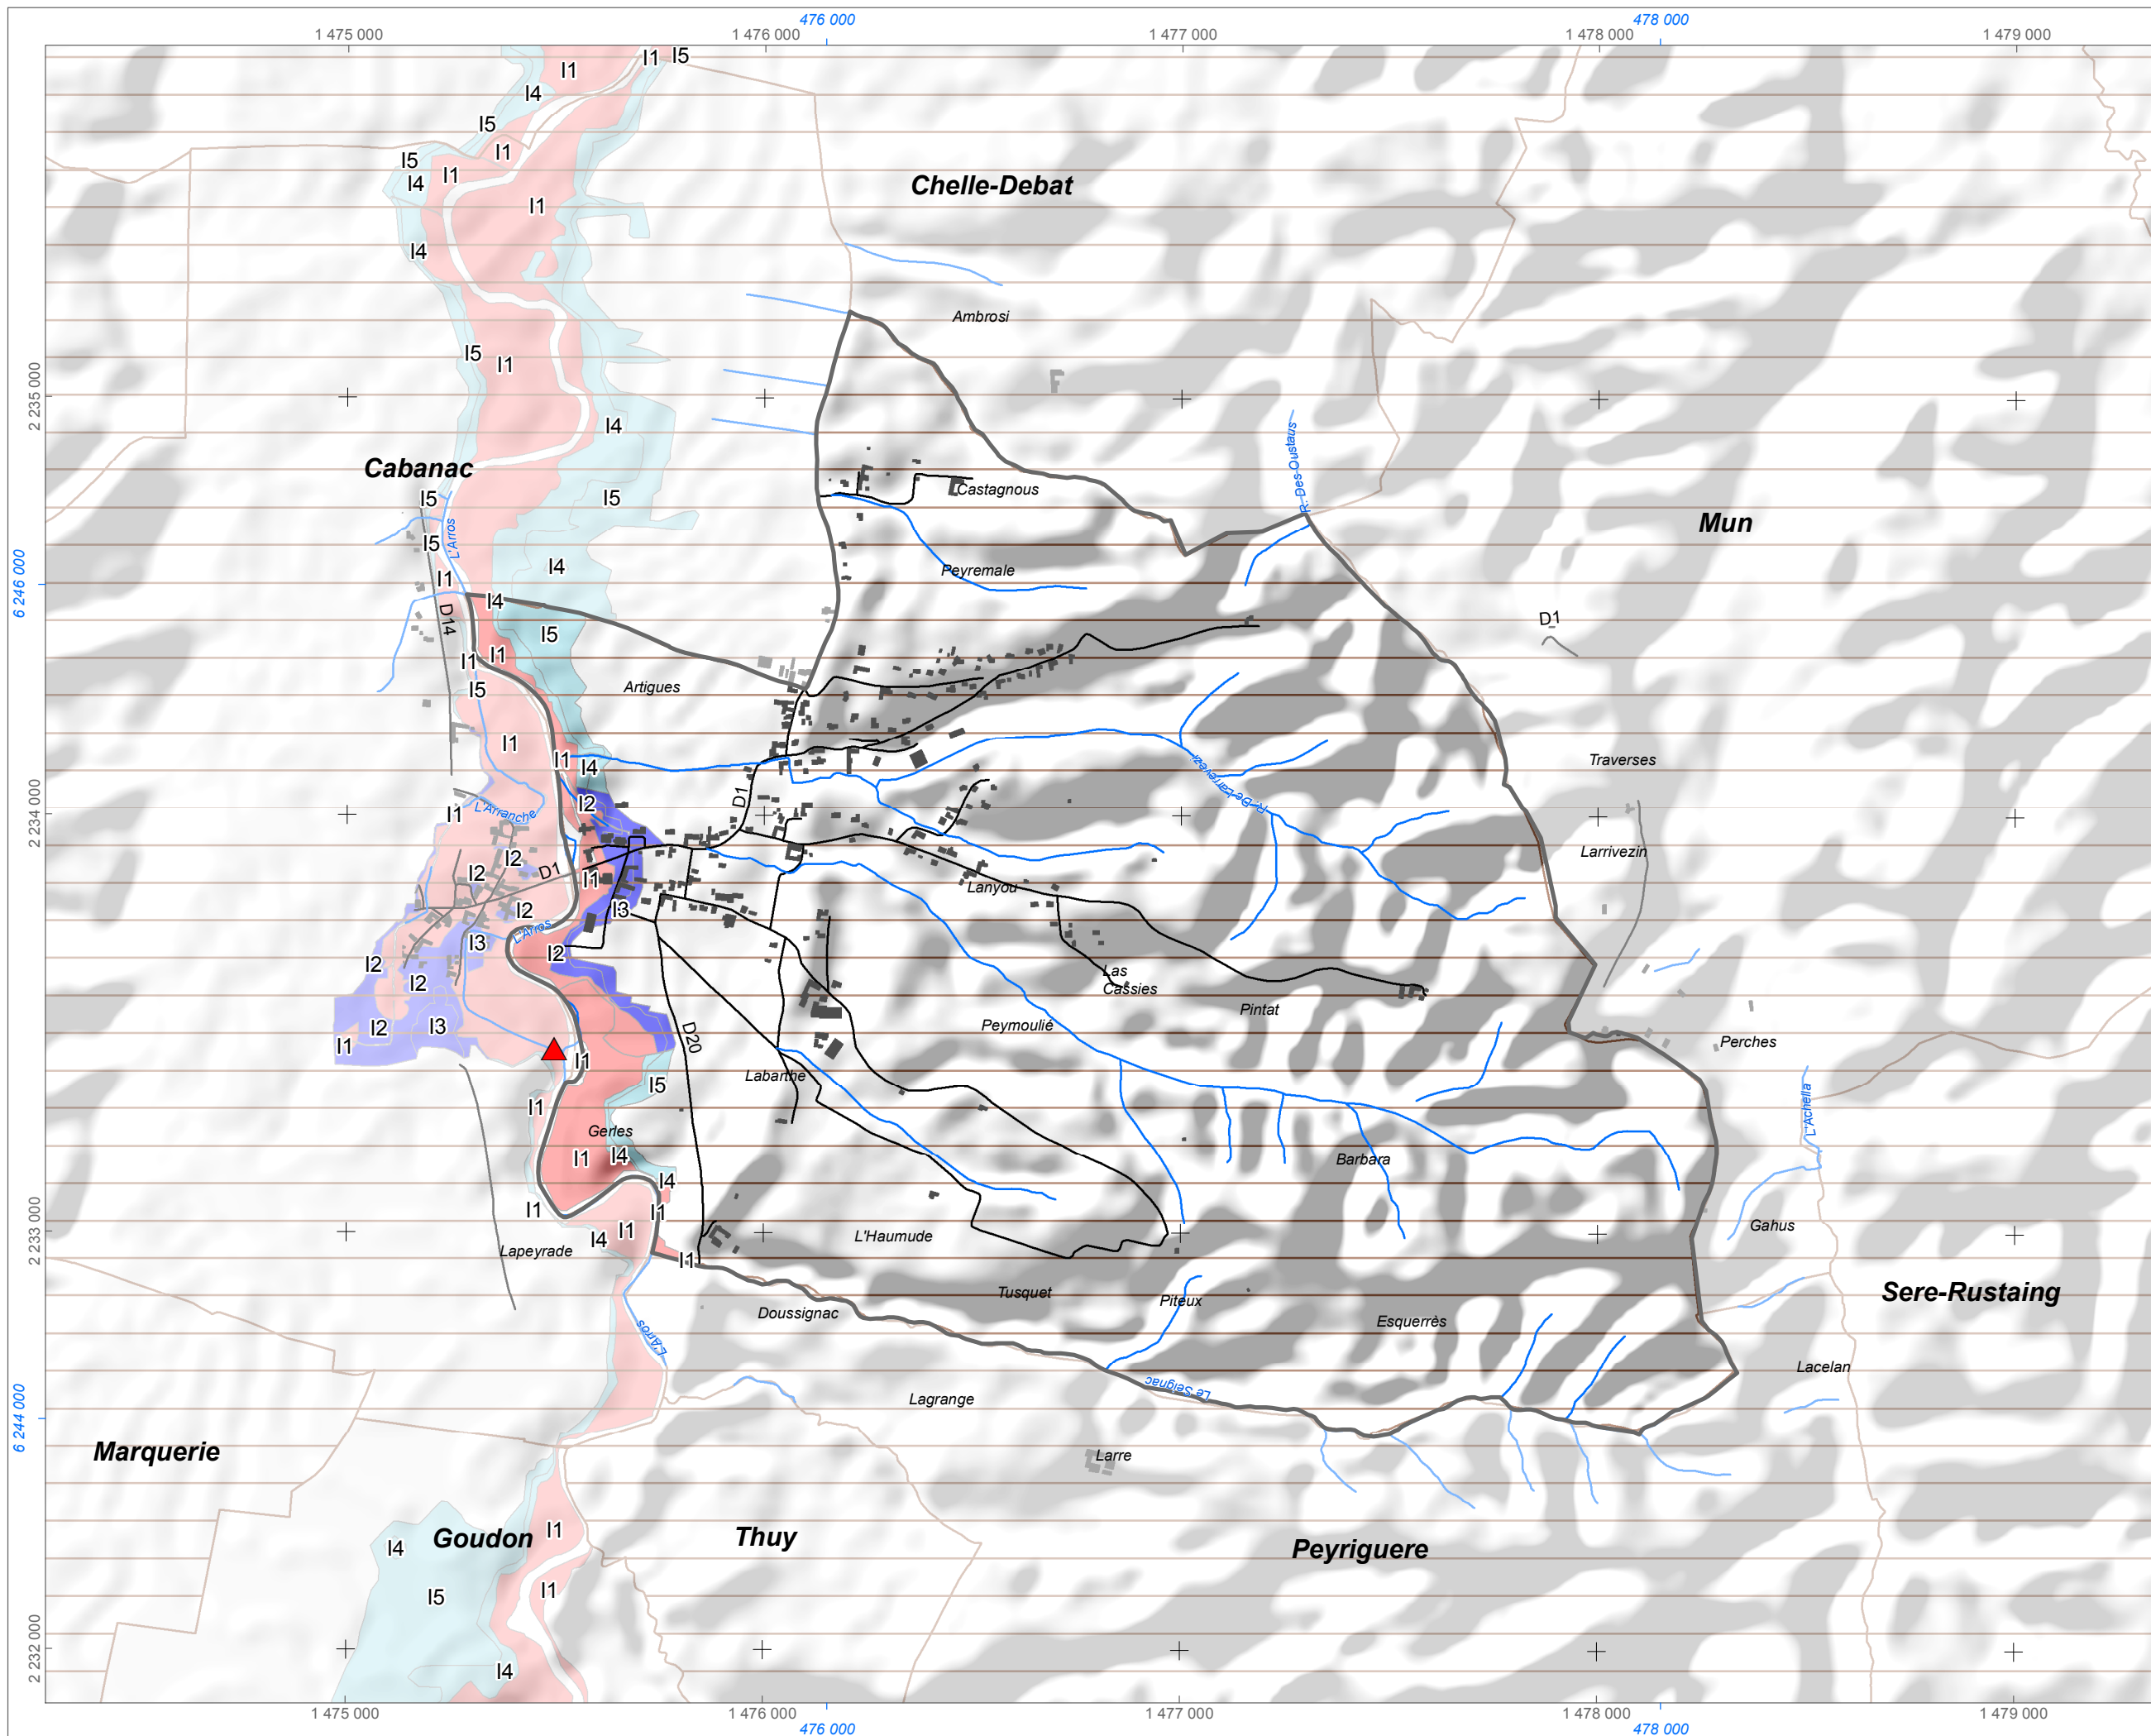 476 000
478 000
1 475 000
1 476 000
1 477 000
1 478 000
1 479 000
I1
I5
I1
I4
I5
I1
I5
I1
I4
Chelle-Debat
I1
I4
Ambrosi
I5
I1
2 235 000
I4
Cabanac
R. Des Oustaus
Castagnous
I5
I5
Mun
L'Arros
I5
I4
Peyremale
6 246 000
I1
I4
D14
D1
I5
I1
I1
I5
Artigues
I1
I1
I4
Traverses
R. De Larrevezi
D1
I2
2 234 000
I1
L'Arranche
Larrivezin
I2
D1
I2
I1
Lanyou
I2
I3
L'Arros
I3
I2
I2
Las
Cassies
I2
Pintat
Peymoulié
I2
I3
I1
D20
Perches
I1
Labarthe
I5
I1
L'Achella
Gerles
I4
I1
Barbara
I4
I1
I1
2 233 000
I1
Gahus
L'Haumude
I4
Lapeyrade
I1
Tusquet
Piteux
Sere-Rustaing
Doussignac
Esquerrès
L'Arros
Lacelan
Le Seignac
Lagrange
6 244 000
Marquerie
Larre
I1
Goudon
Thuy
Peyriguere
I4
I1
I5
2 232 000
I4
1 475 000
1 476 000
1 477 000
1 478 000
1 479 000
476 000
478 000